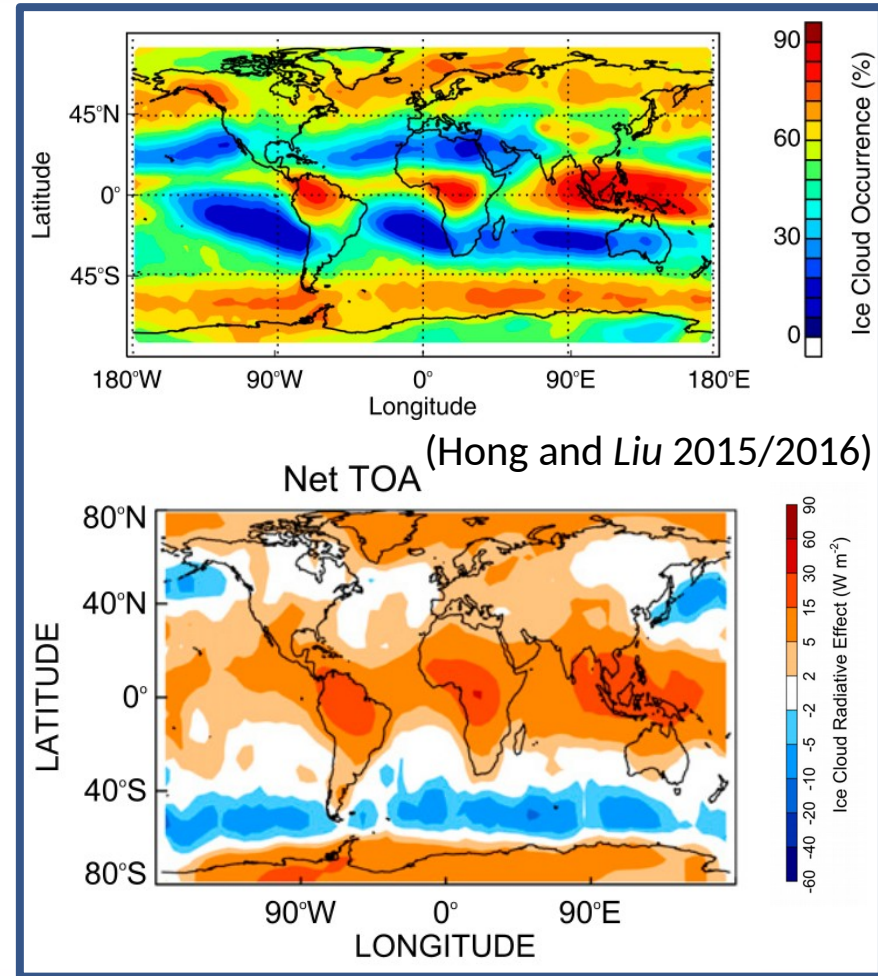 90
60
30
0
Ice Cloud Occurrence (%)
Latitude
45°N
0°
45°S
180°W 90°W 0° 90°E 180°E
Longitude
(Hong and Liu 2015/2016)
Net TOA
80°N
40°N
0°
40°S
80°S
LATITUDE
90°W 0° 90°E
LONGITUDE
90
60
30
15
5
2
-2
-5
-10
-20
-40
-60
Ice Cloud Radiative Effect (W m⁻²)